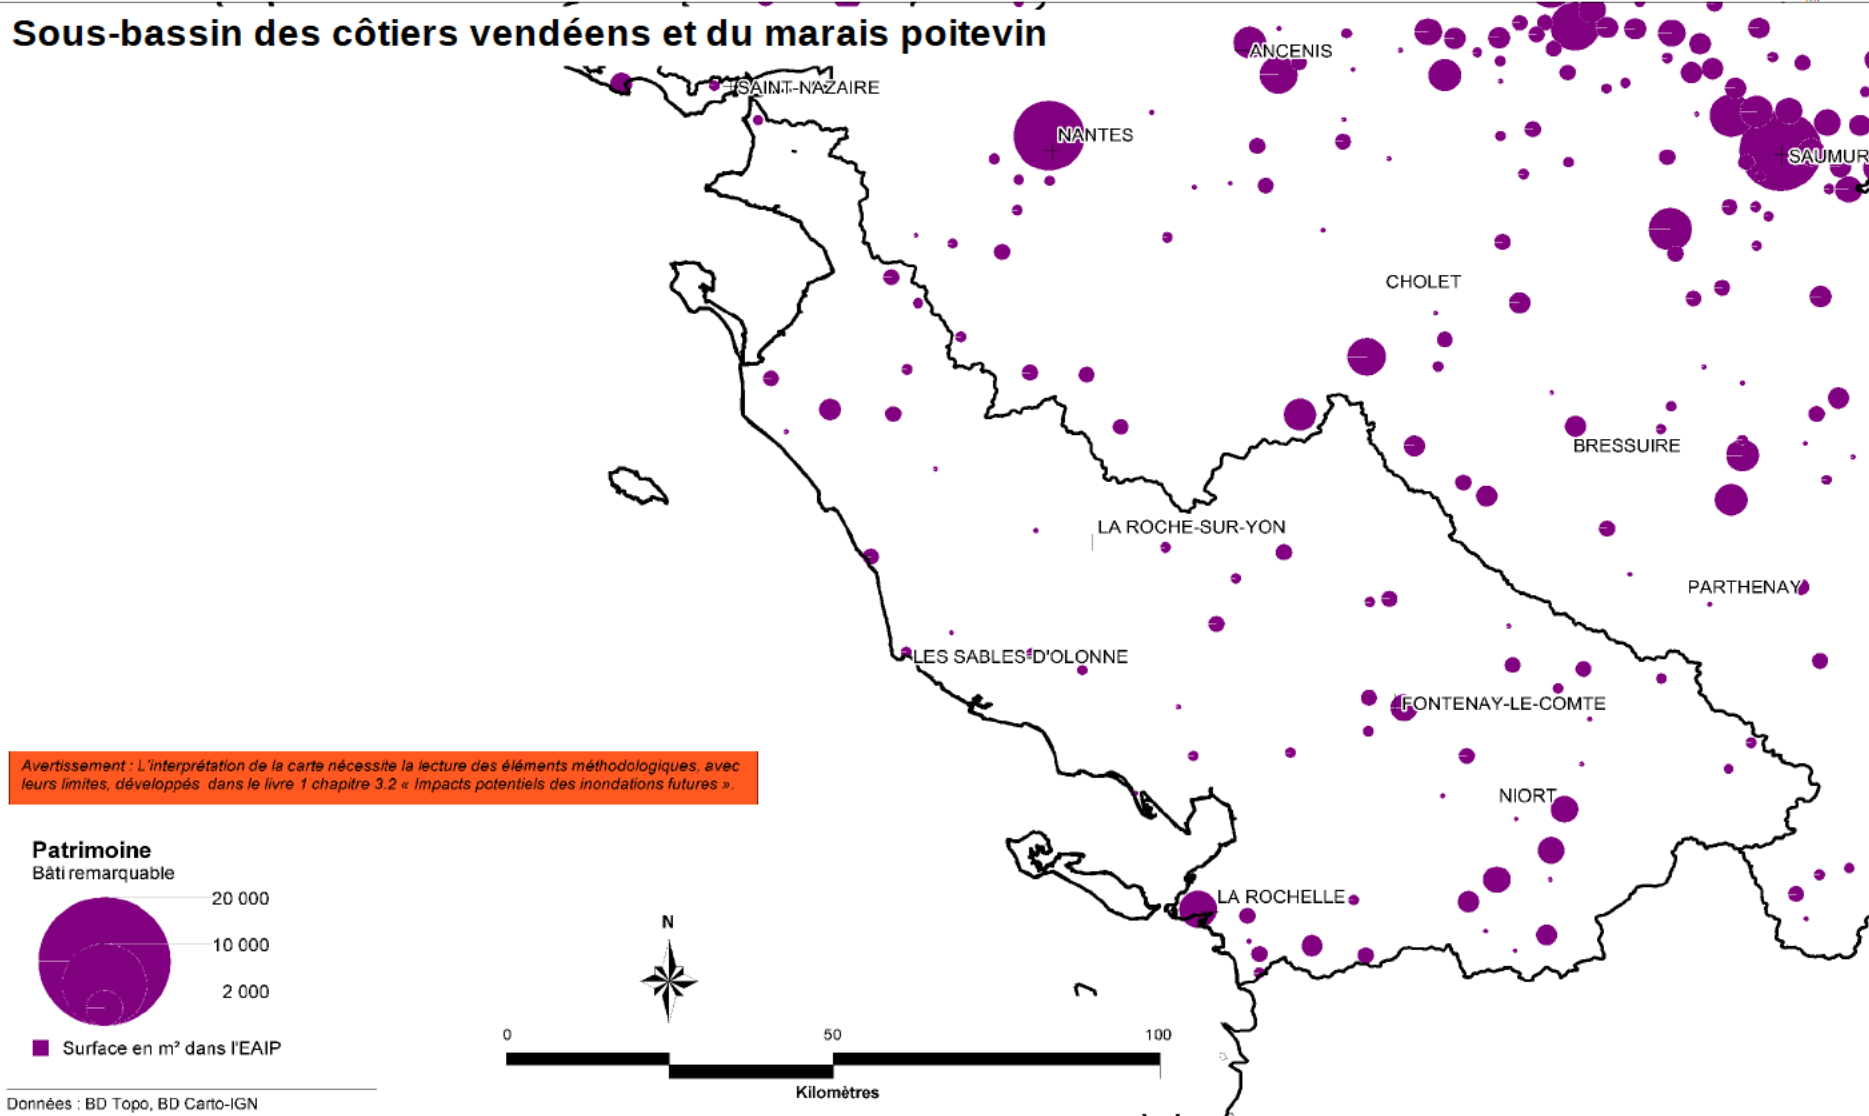 Sous-bassin des côtiers vendéens et du marais poitevin
ANCENIS
SAINT-NAZAIRE
NANTES
SAUMUR
CHOLET
BRESSUIRE
LA ROCHE-SUR-YON
PARTHENAY
LES SABLES-D'OLONNE
FONTENAY-LE-COMTE
NIORT
LA ROCHELLE
Avertissement : L'interprétation de la carte nécessite la lecture des éléments méthodologiques, avec
leurs limites, développés dans le livre 1 chapitre 3.2 « Impacts potentiels des inondations futures ».
Patrimoine
Bâti remarquable
20 000
10 000
2 000
Surface en m² dans l'EAIP
N
0 50 100
Kilomètres
Données : BD Topo, BD Carto-IGN